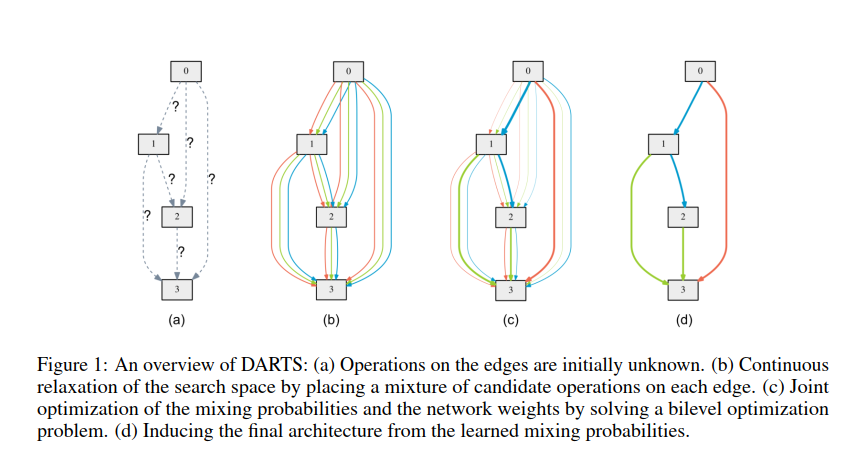 0
?
1
?
?
?
?
2
?
3
(a)
0
1
2
3
(b)
0
1
2
3
(c)
0
1
2
3
(d)
Figure 1: An overview of DARTS: (a) Operations on the edges are initially unknown. (b) Continuous
relaxation of the search space by placing a mixture of candidate operations on each edge. (c) Joint
optimization of the mixing probabilities and the network weights by solving a bilevel optimization
problem. (d) Inducing the final architecture from the learned mixing probabilities.